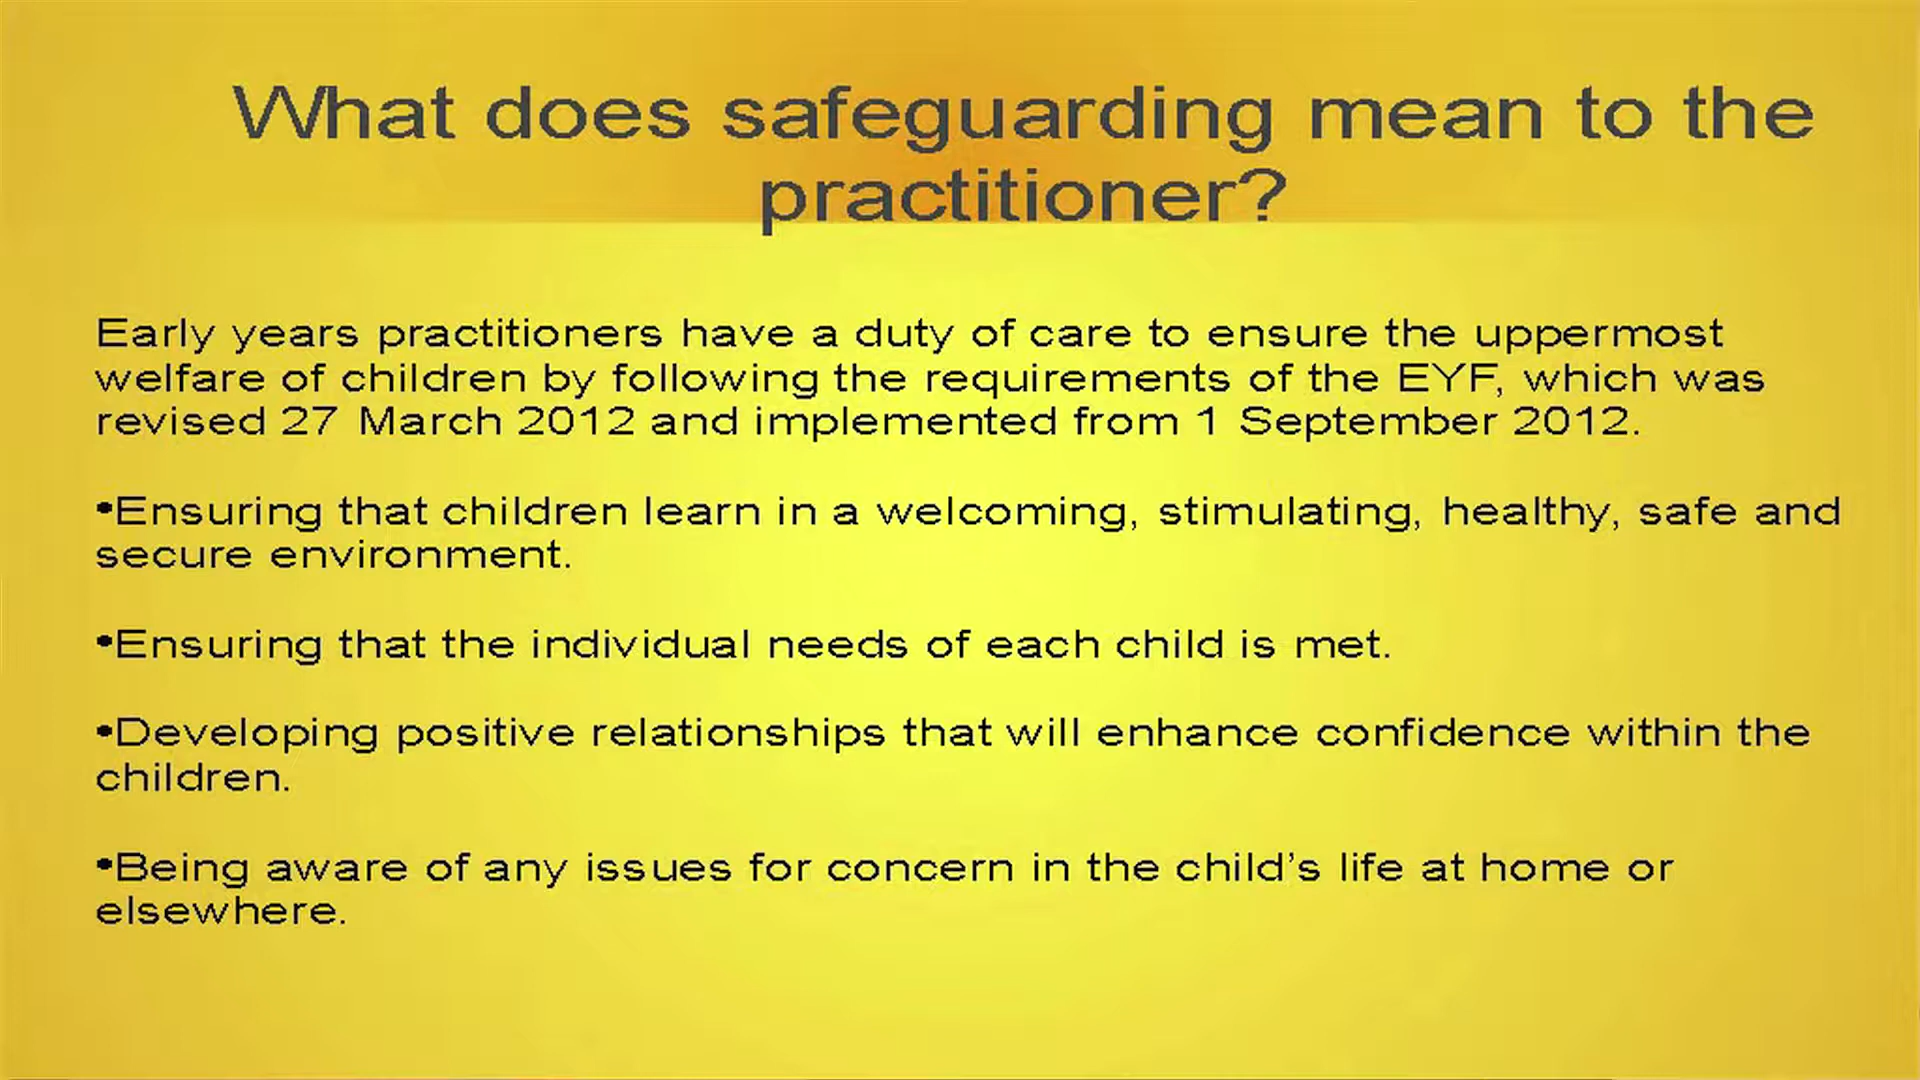 What does safeguarding mean to the
practitioner?
Early years practitioners have a duty of care to ensure the uppermost
welfare of children by following the requirements of the EYF, which was
revised 27 March 2012 and implemented from 1 September 2012.
•Ensuring that children learn in a welcoming, stimulating, healthy, safe and
secure environment.
•Ensuring that the individual needs of each child is met.
•Developing positive relationships that will enhance confidence within the
children.
•Being aware of any issues for concern in the child’s life at home or
elsewhere.